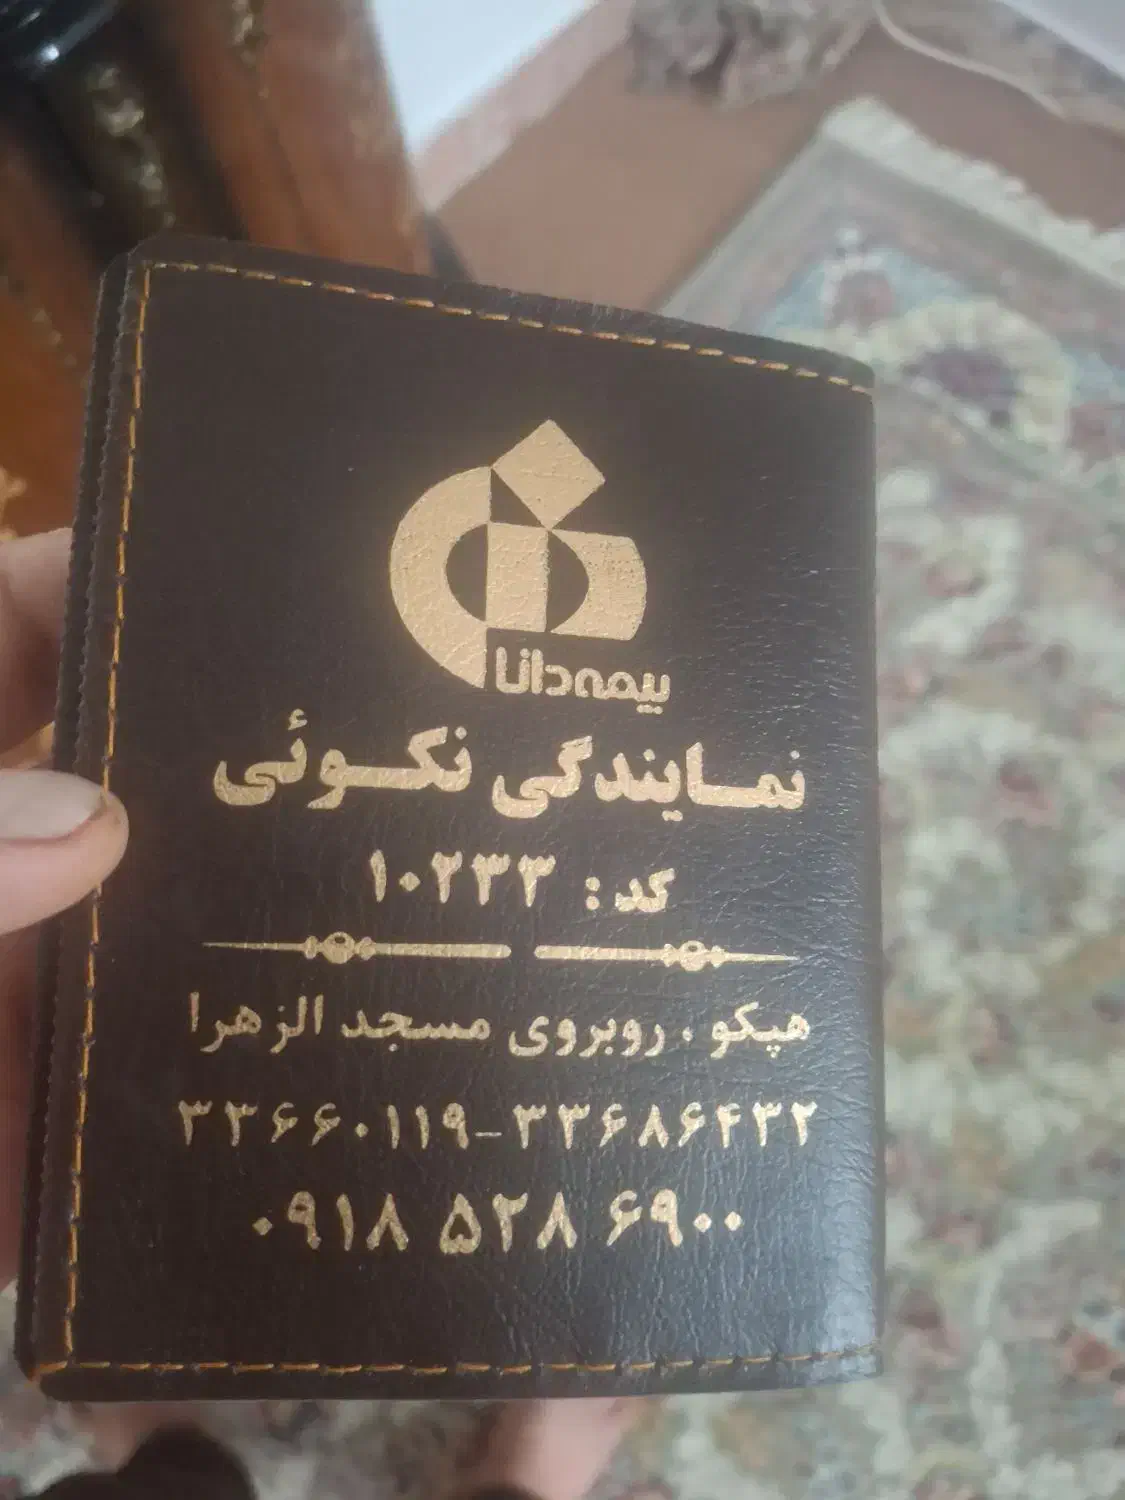 بیمه دانا
نمایندگی نکوئی
کد: ۱۰۲۳۳
هپکو . روبروی مسجد الزهرا
۳۳۶۶۰۱۱۹-۳۳۶۸۶۴۳۲
۰۹۱۸ ۵۲۸ ۶۹۰۰